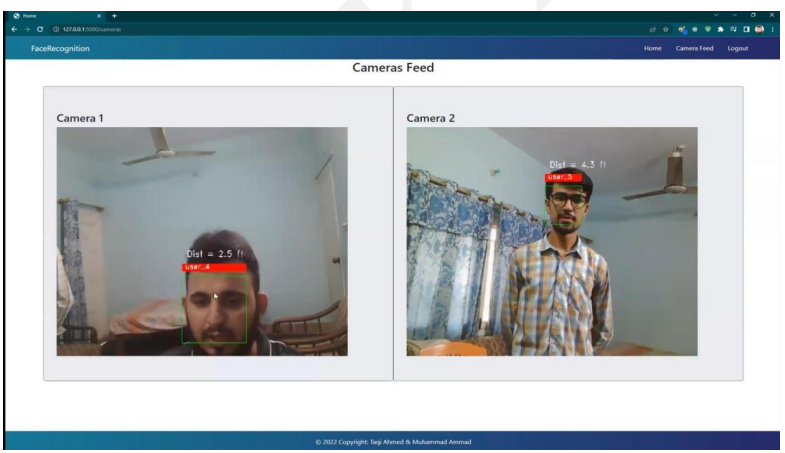 Home
127.0.0.1:5000/cameras
FaceRecognition
Home Camera Feed Logout
Cameras Feed
Camera 1
Camera 2
Dist = 2.5 ft
user_4
Dist = 4.3 ft
user_5
© 2022 Copyright: Taqi Ahmed & Muhammad Ammad